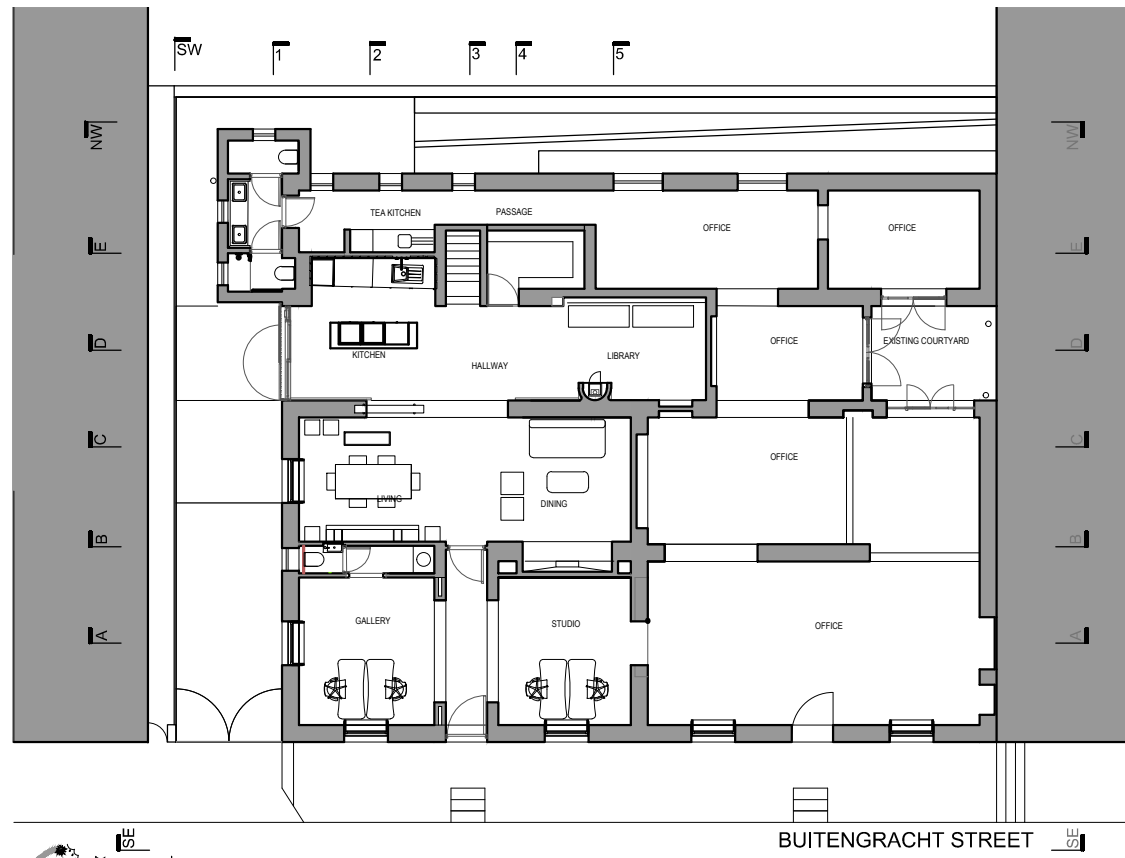 SW
1
2
3
4
5
NW
NW
TEA KITCHEN
PASSAGE
OFFICE
OFFICE
E
E
D
D
KITCHEN
HALLWAY
LIBRARY
OFFICE
EXISTING COURTYARD
C
C
LIVING
DINING
OFFICE
B
B
A
A
GALLERY
STUDIO
OFFICE
BUITENGRACHT STREET
SE
SE